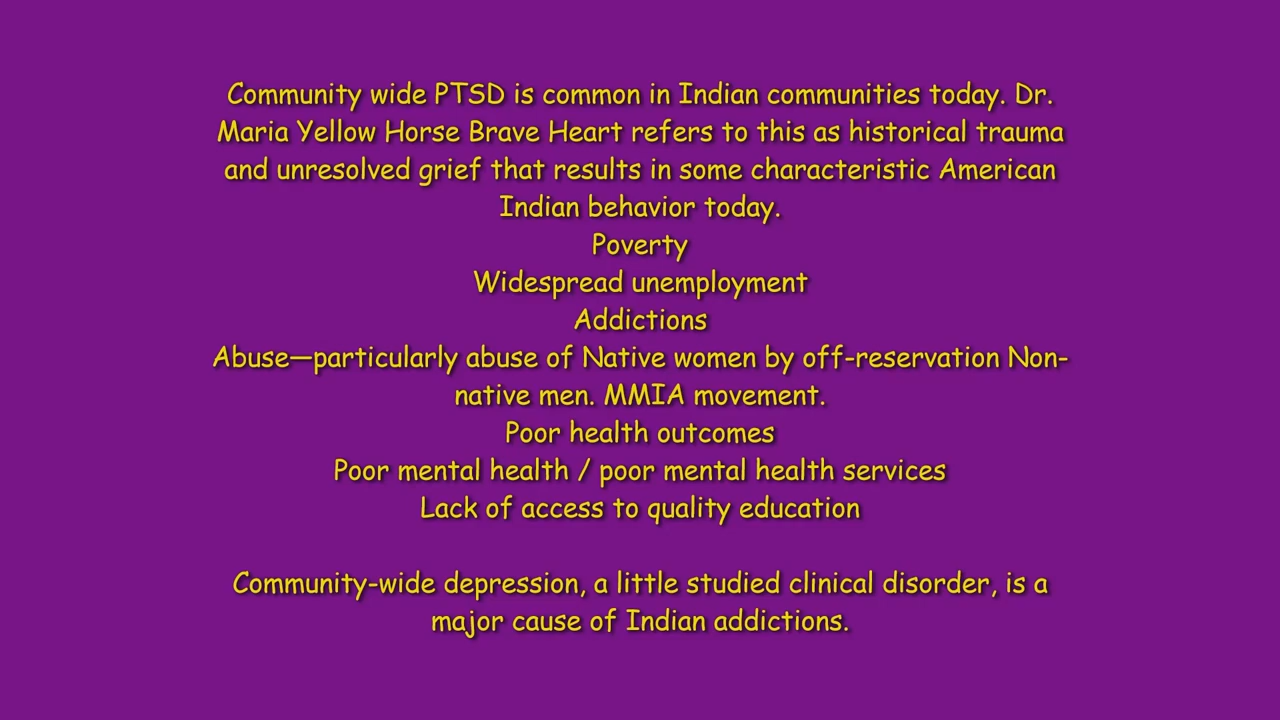 Community wide PTSD is common in Indian communities today. Dr.
Maria Yellow Horse Brave Heart refers to this as historical trauma
and unresolved grief that results in some characteristic American
Indian behavior today.
Poverty
Widespread unemployment
Addictions
Abuse—particularly abuse of Native women by off-reservation Non-
native men. MMIA movement.
Poor health outcomes
Poor mental health / poor mental health services
Lack of access to quality education
Community-wide depression, a little studied clinical disorder, is a
major cause of Indian addictions.